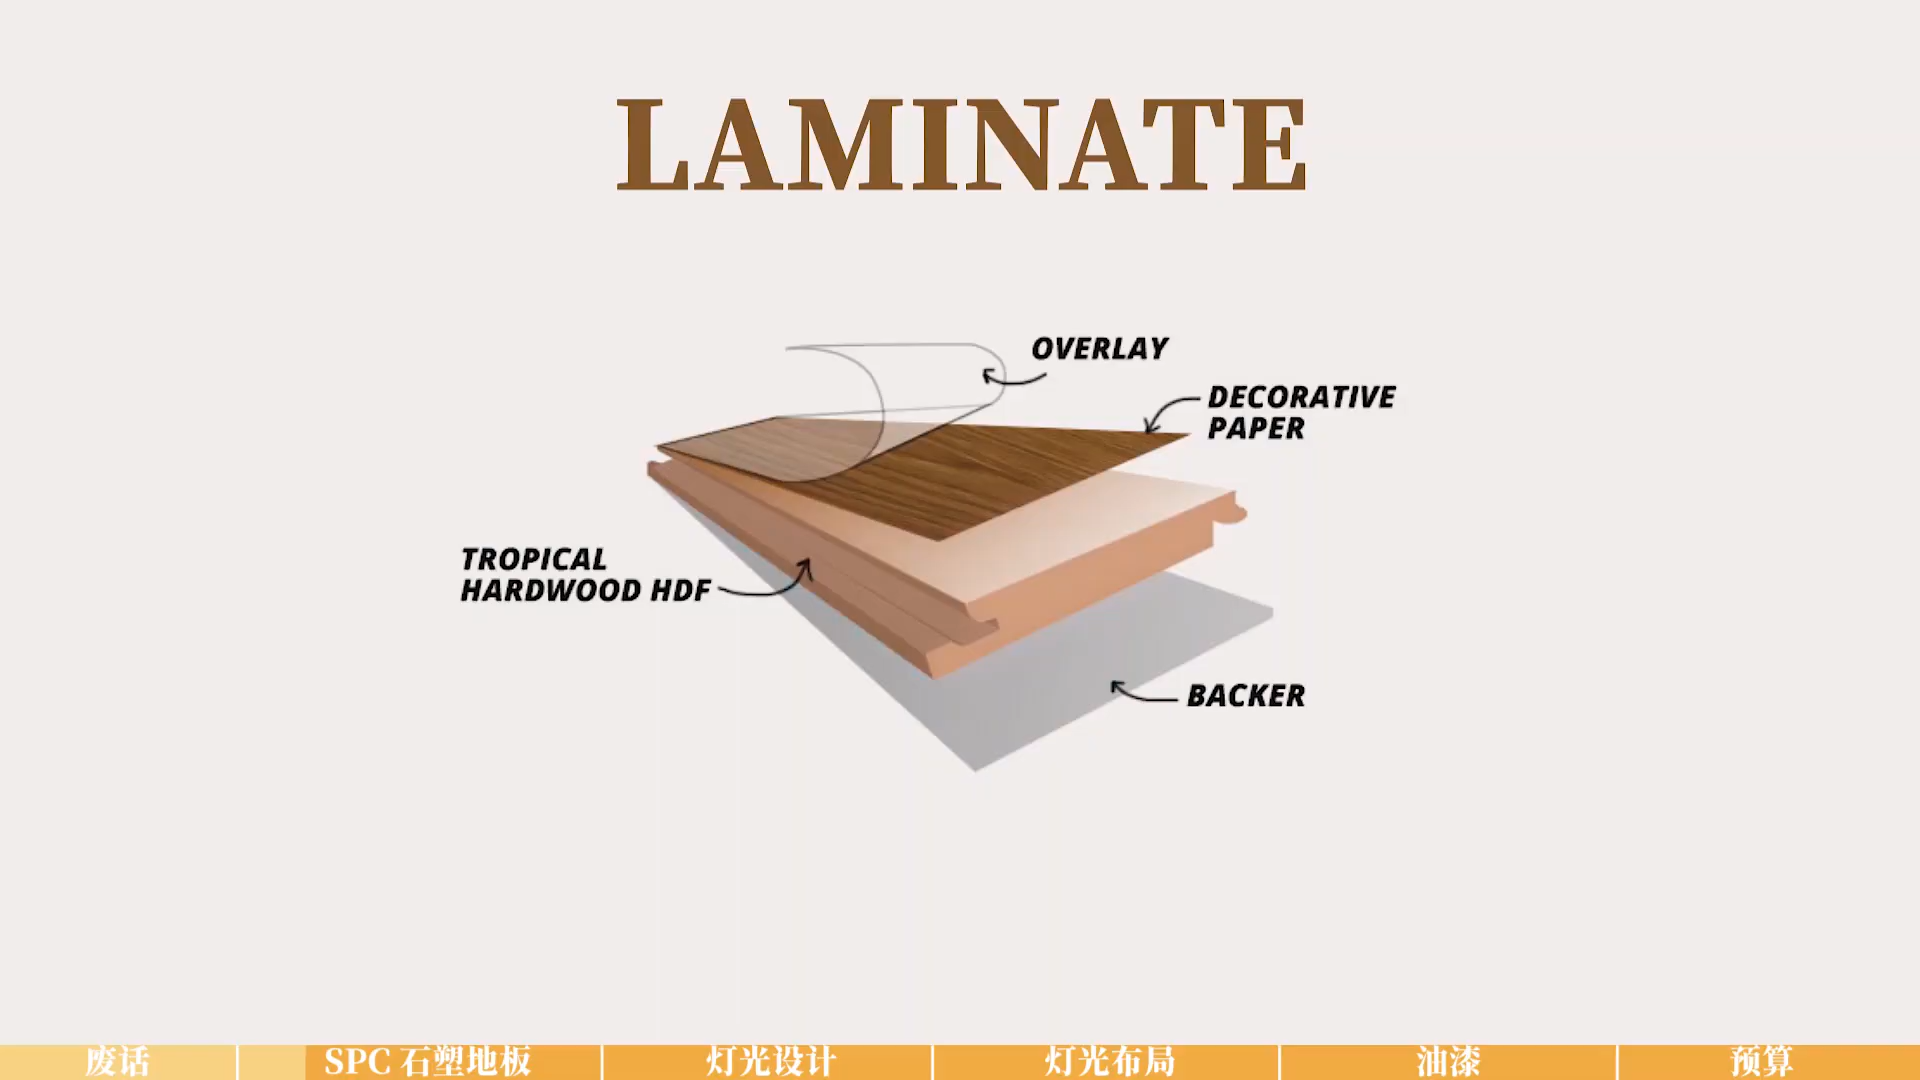 LAMINATE
OVERLAY
DECORATIVE
PAPER
TROPICAL
HARDWOOD HDF
BACKER
废话
SPC 石塑地板
灯光设计
灯光布局
油漆
预算